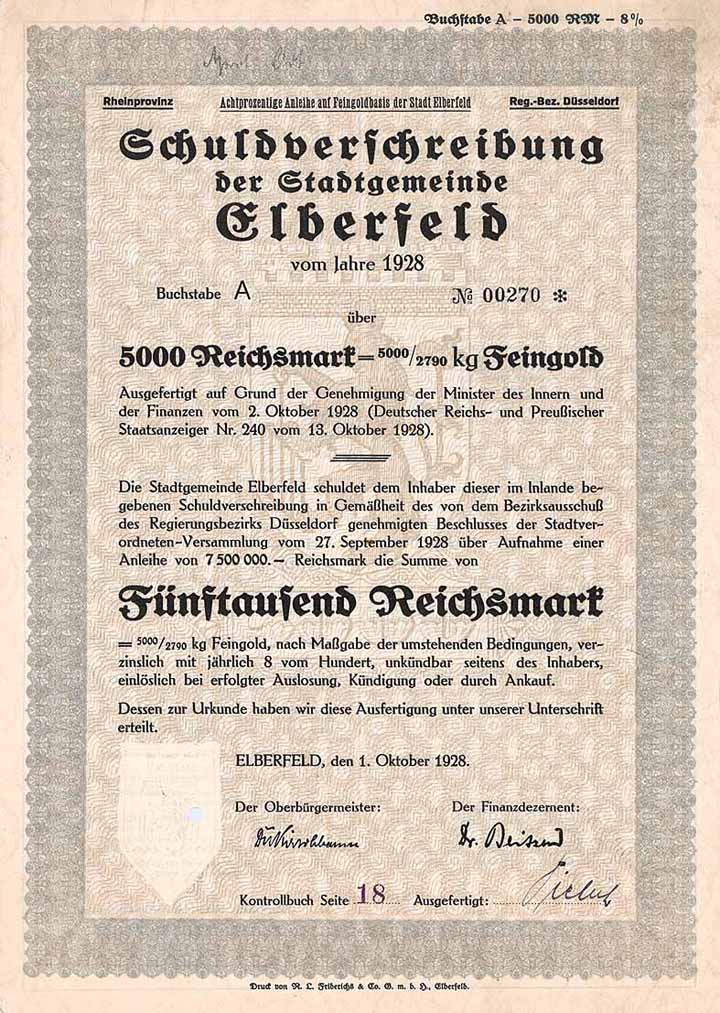 Buchstabe A – 5000 RM – 8%
Rheinprovinz Achtprozentige Anleihe auf Feingoldbasis der Stadt Elberfeld Reg.-Bez. Düsseldorf
Schuldverschreibung
der Stadtgemeinde
Elberfeld
vom Jahre 1928
Buchstabe A № 00270 *
über
5000 Reichsmark = 5000/2790 kg Feingold
Ausgefertigt auf Grund der Genehmigung der Minister des Innern und
der Finanzen vom 2. Oktober 1928 (Deutscher Reichs- und Preußischer
Staatsanzeiger Nr. 240 vom 13. Oktober 1928).
Die Stadtgemeinde Elberfeld schuldet dem Inhaber dieser im Inlande be-
gebenen Schuldverschreibung in Gemäßheit des von dem Bezirksausschuß
des Regierungsbezirks Düsseldorf genehmigten Beschlusses der Stadtver-
ordneten-Versammlung vom 27. September 1928 über Aufnahme einer
Anleihe von 7 500 000.– Reichsmark die Summe von
Fünftausend Reichsmark
= 5000/2790 kg Feingold, nach Maßgabe der umstehenden Bedingungen, ver-
zinslich mit jährlich 8 vom Hundert, unkündbar seitens des Inhabers,
einlöslich bei erfolgter Auslosung, Kündigung oder durch Ankauf.
Dessen zur Urkunde haben wir diese Ausfertigung unter unserer Unterschrift
erteilt.
ELBERFELD, den 1. Oktober 1928.
Der Oberbürgermeister: Der Finanzdezernent:
Dr.
Kontrollbuch Seite 18 Ausgefertigt:
Druck von N. L. Friderichs & Co. G. m. b. H., Elberfeld.